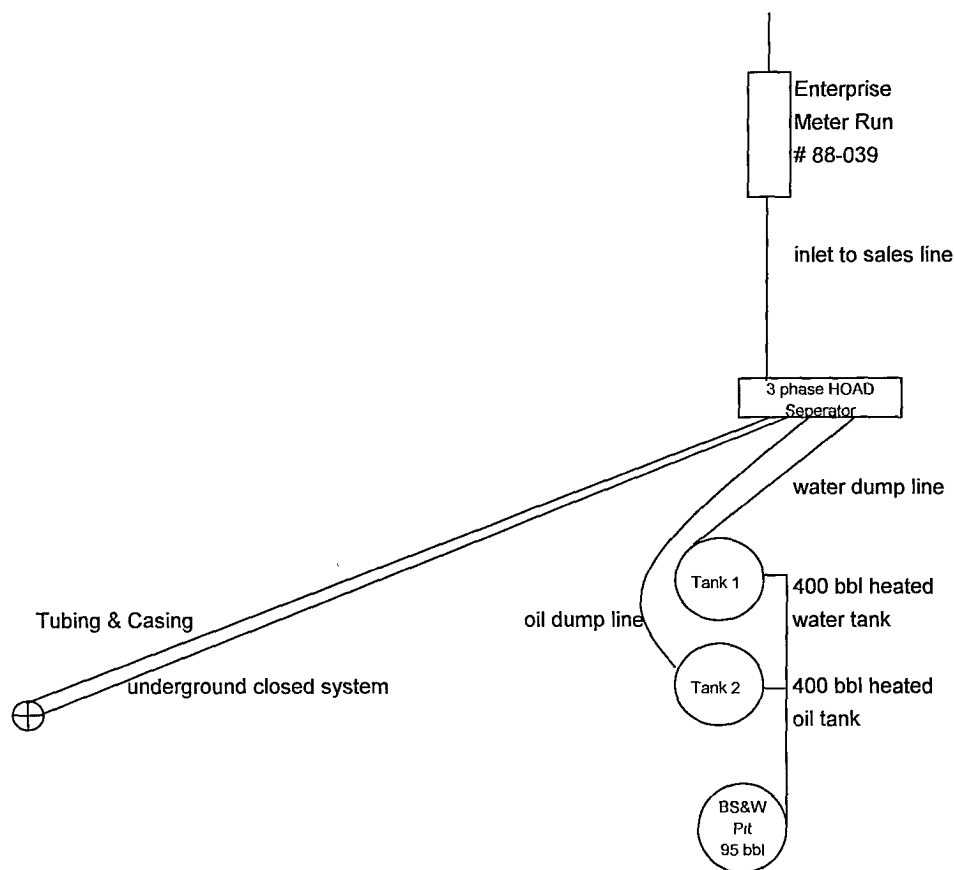 Enterprise
Meter Run
# 88-039
inlet to sales line
3 phase HOAD
Seperator
water dump line
Tank 1
400 bbl heated
water tank
Tubing & Casing
oil dump line
underground closed system
Tank 2
400 bbl heated
oil tank
BS&W
Pit
95 bbl